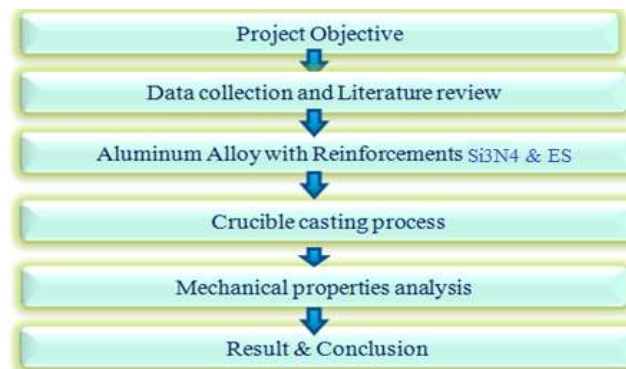 Project Objective
Data collection and Literature review
Aluminum Alloy with Reinforcements Si3N4 & ES
Crucible casting process
Mechanical properties analysis
Result & Conclusion